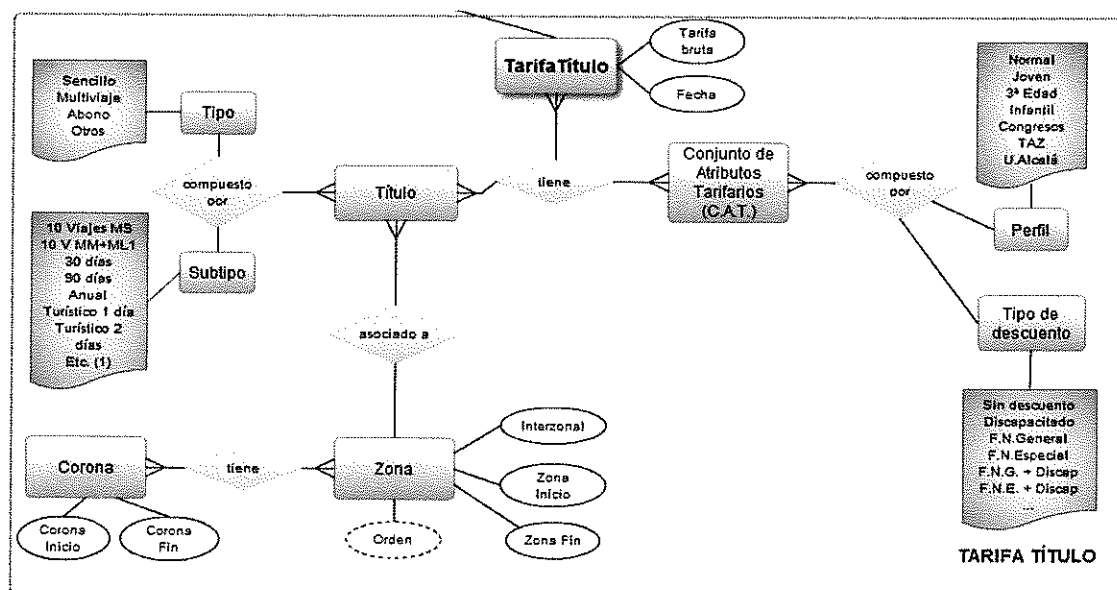 Tarifa
bruta
TarifaTítulo
Fecha
Sencillo
Multiviaje
Abono
Otros
Tipo
Normal
Joven
3ª Edad
Infantil
Congresos
TAZ
U.Alcalá
compuesto
por
Título
tiene
Conjunto de
Atributos
Tarifarios
(C.A.T.)
compuesto
por
Perfil
10 Viajes MS
10 V MM+ML1
30 días
90 días
Anual
Turístico 1 día
Turístico 2
días
Etc. (1)
Subtipo
asociado a
Tipo de
descuento
Sin descuento
Discapacitado
F.N.General
F.N.Especial
F.N.G. + Discap
F.N.E. + Discap
...
Corona
tiene
Zona
Interzonal
Zona
Inicio
Zona Fin
Orden
Corona
Inicio
Corona
Fin
TARIFA TÍTULO